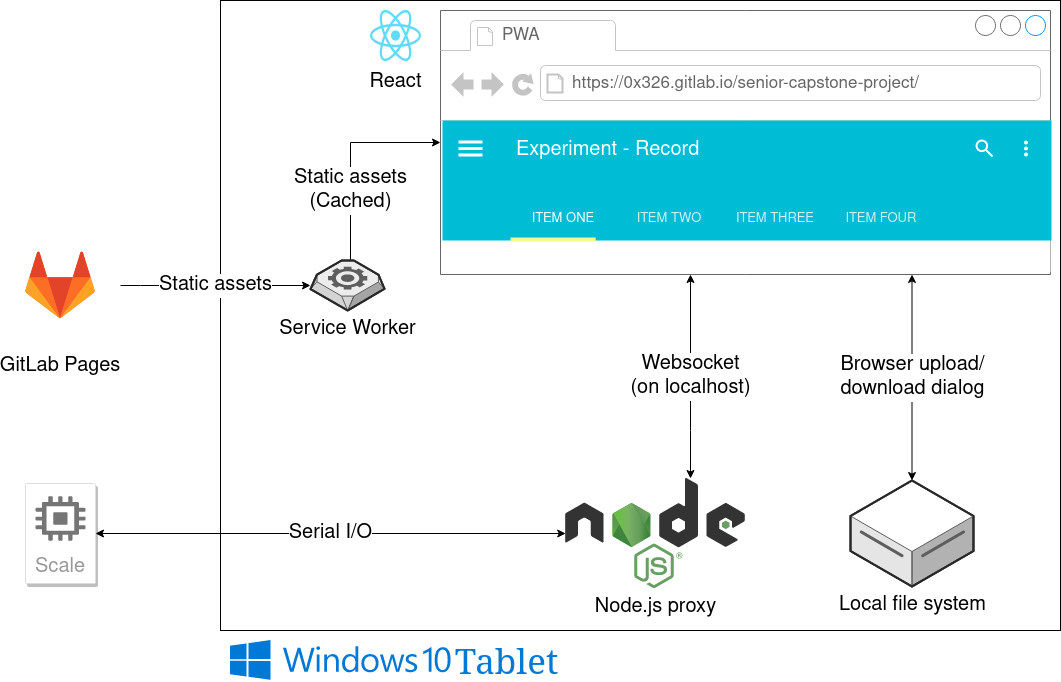 PWA
React
https://0x326.gitlab.io/senior-capstone-project/
Experiment - Record
Static assets
(Cached)
ITEM ONE
ITEM TWO
ITEM THREE
ITEM FOUR
Static assets
Service Worker
GitLab Pages
Websocket
(on localhost)
Browser upload/
download dialog
Serial I/O
Scale
node
JS
®
Node.js proxy
Local file system
Windows 10 Tablet